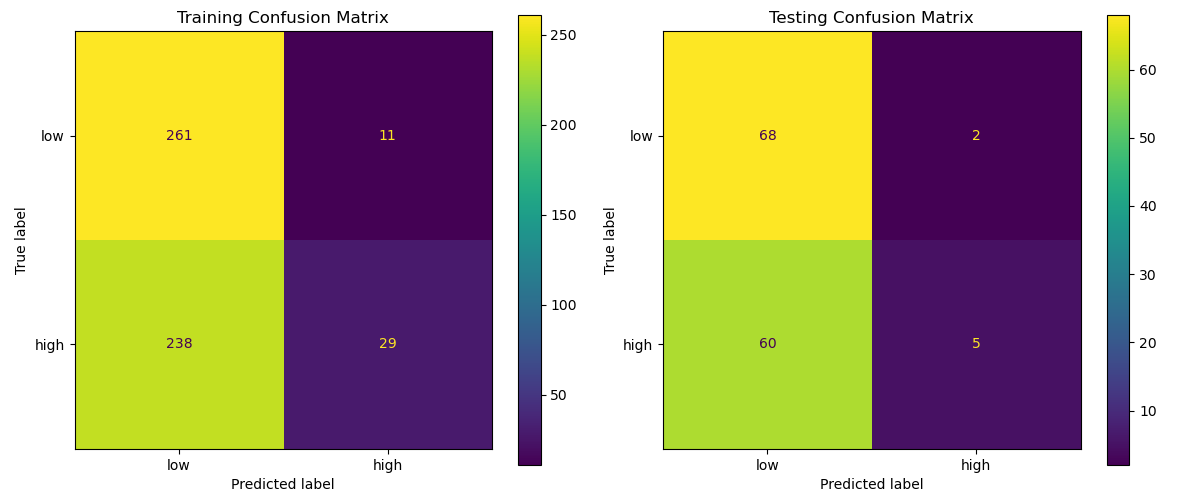 Training Confusion Matrix
True label
low
high
261
11
238
29
low
high
Predicted label
250
200
150
100
50
Testing Confusion Matrix
True label
low
high
68
2
60
5
low
high
Predicted label
60
50
40
30
20
10